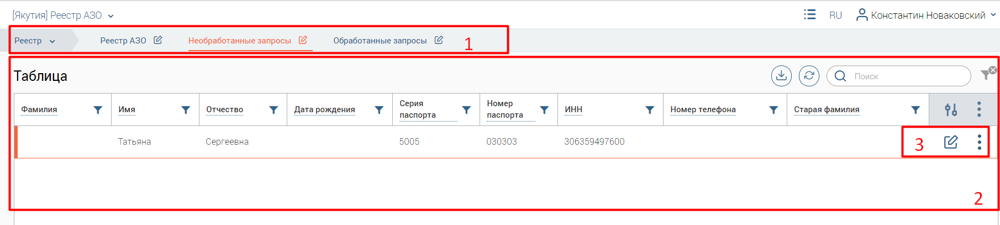 [Якутия] Реестр АЗО
RU Константин Новаковский
Реестр Реестр АЗО Необработанные запросы Обработанные запросы 1
Таблица
Поиск
Фамилия Имя Отчество Дата рождения Серия паспорта Номер паспорта ИНН Номер телефона Старая фамилия
Татьяна Сергеевна 5005 030303 306359497600 3
2